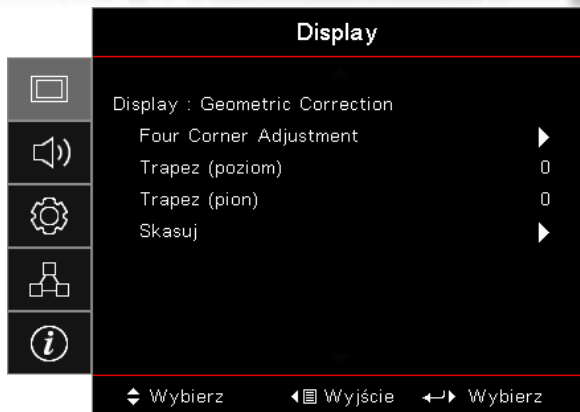 Display
Display : Geometric Correction
Four Corner Adjustment
Trapez (poziom) 0
Trapez (pion) 0
Skasuj
Wybierz Wyjście Wybierz